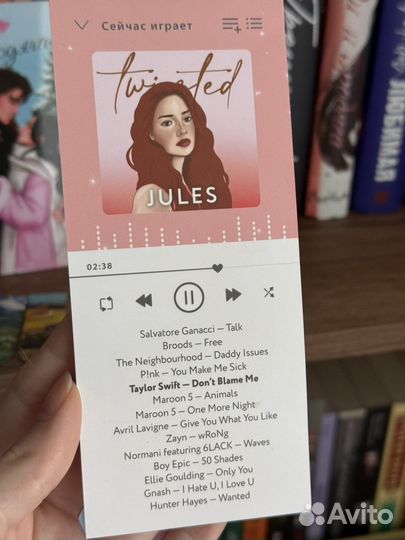 Сейчас играет
twisted
JULES
02:38
Salvatore Ganacci – Talk
Broods – Free
The Neighbourhood – Daddy Issues
P!nk – You Make Me Sick
Taylor Swift – Don't Blame Me
Maroon 5 – Animals
Maroon 5 – One More Night
Avril Lavigne – Give You What You Like
Zayn – wRoNg
Normani featuring 6LACK – Waves
Boy Epic – 50 Shades
Ellie Goulding – Only You
Gnash – I Hate U, I Love U
Hunter Hayes – Wanted
Avito